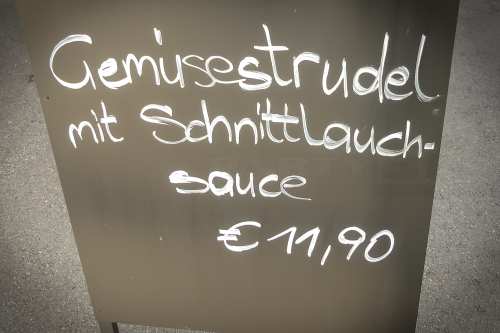 Gemüsestrudel
mit Schnittlauch-
sauce
€ 11,90